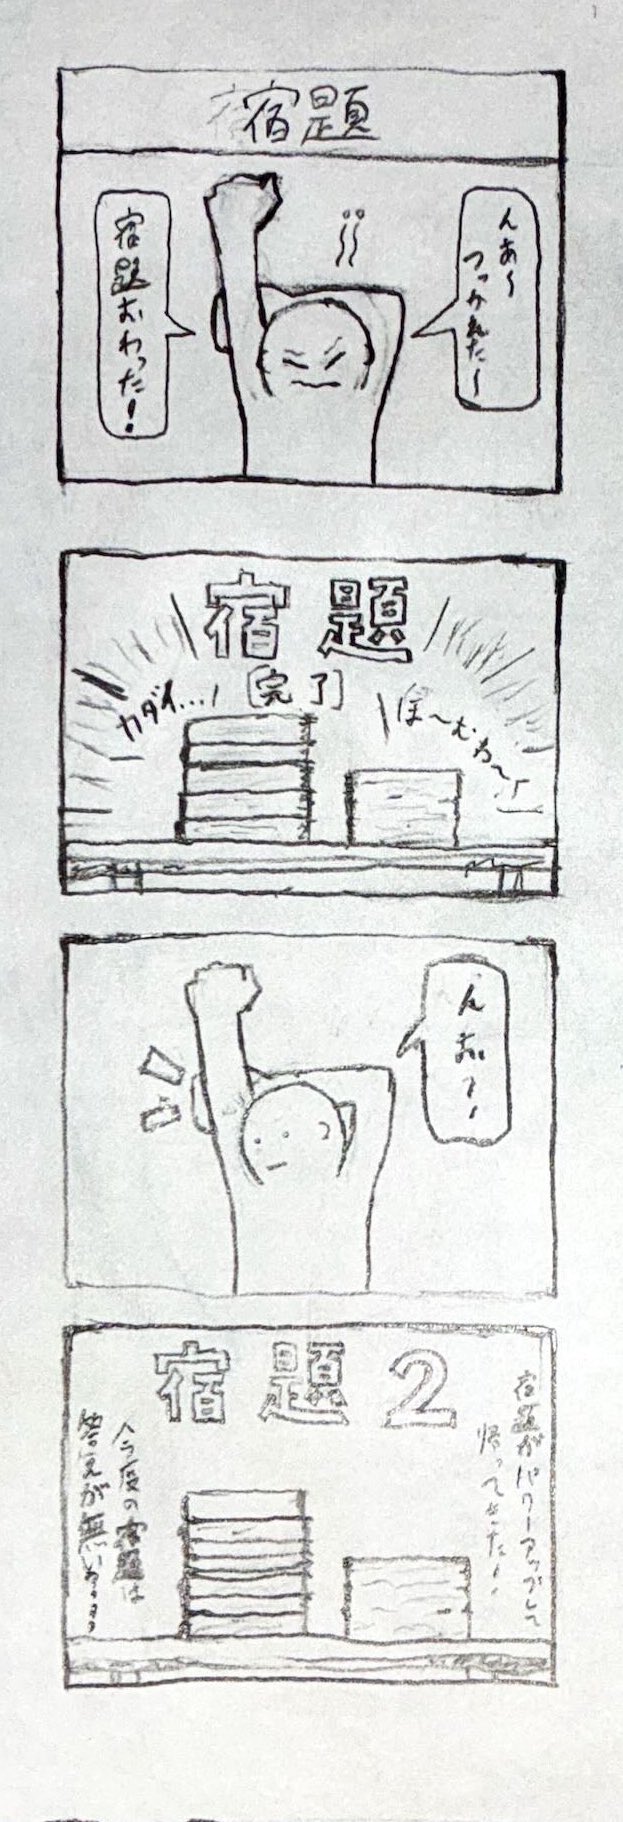 宿題
んあ〜
つっかれた〜
宿題おわった!
宿題
[完了]
カダイ...!
ほ〜むわ〜く
んお!!
宿題2
宿題がパワーアップして
帰ってきた!!
今度の宿題は
答えが無い...。